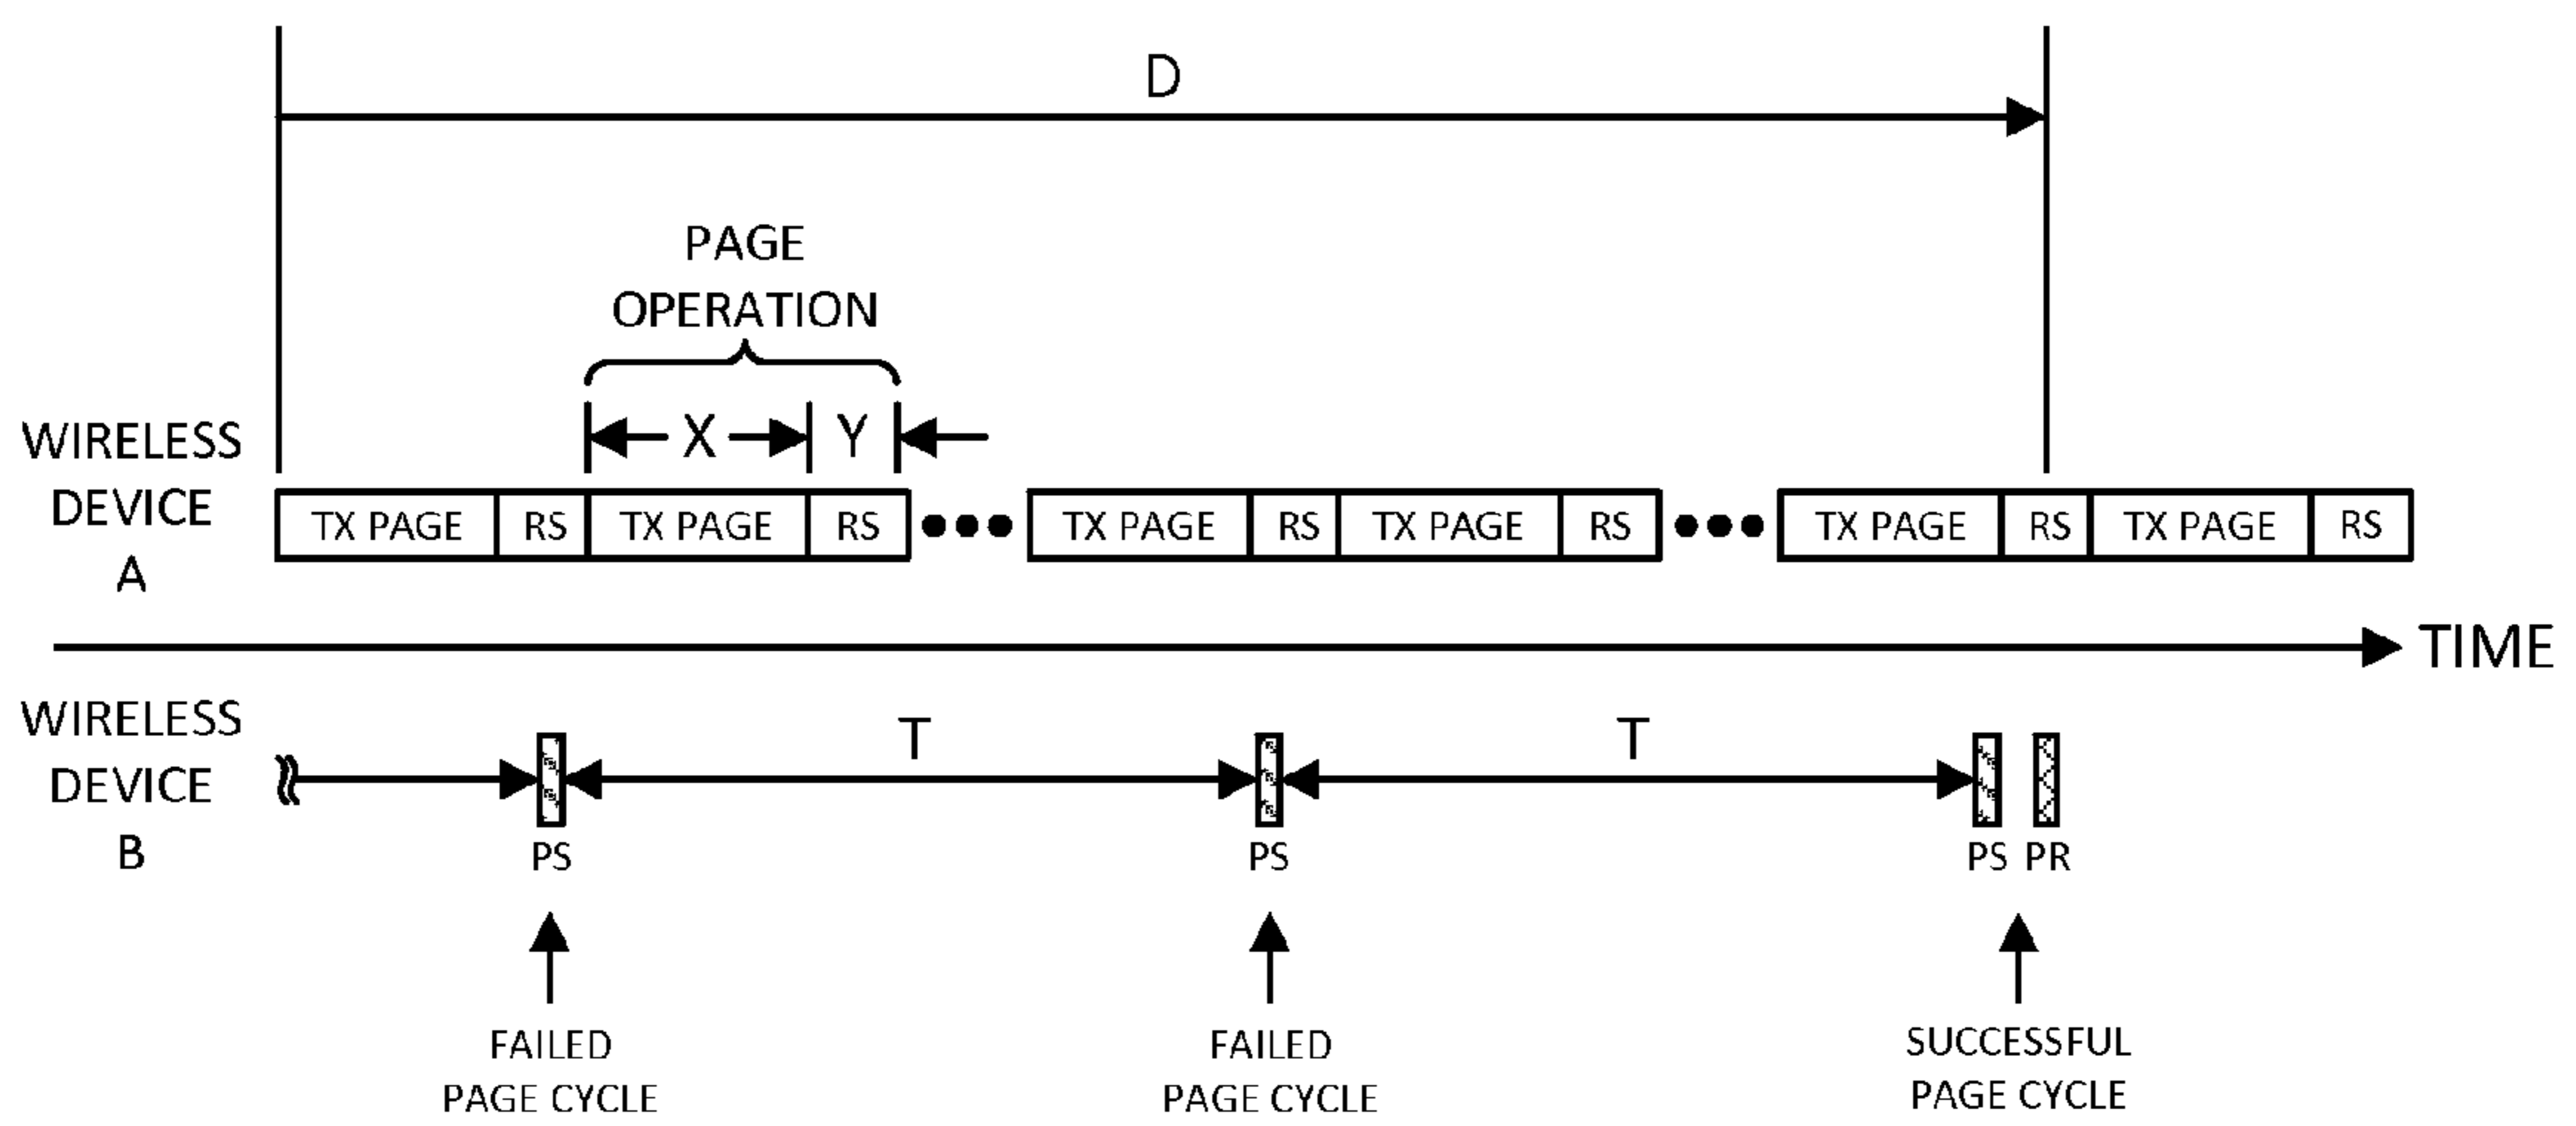 D
PAGE
OPERATION
X Y
WIRELESS
DEVICE
A
TX PAGE RS TX PAGE RS TX PAGE RS TX PAGE RS TX PAGE RS TX PAGE RS
TIME
WIRELESS
DEVICE
B
T T
PS PS PS PR
FAILED
PAGE CYCLE
FAILED
PAGE CYCLE
SUCCESSFUL
PAGE CYCLE